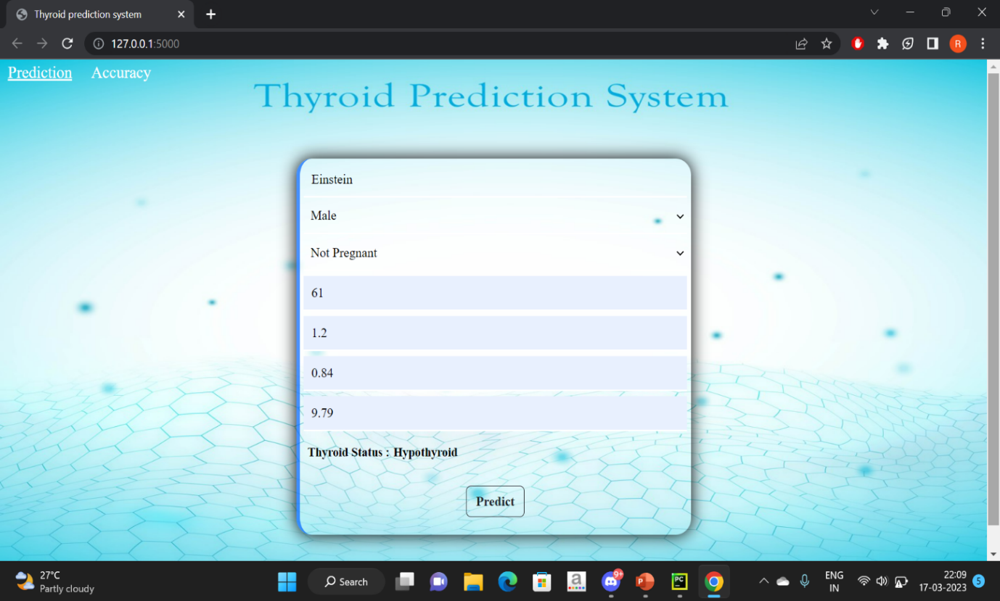 Thyroid prediction system
127.0.0.1:5000
R
Prediction Accuracy
Thyroid Prediction System
Einstein
Male
Not Pregnant
61
1.2
0.84
9.79
Thyroid Status : Hypothyroid
Predict
27°C
Partly cloudy
Search
a
9+
P
PC
ENG
IN
22:09
17-03-2023
5